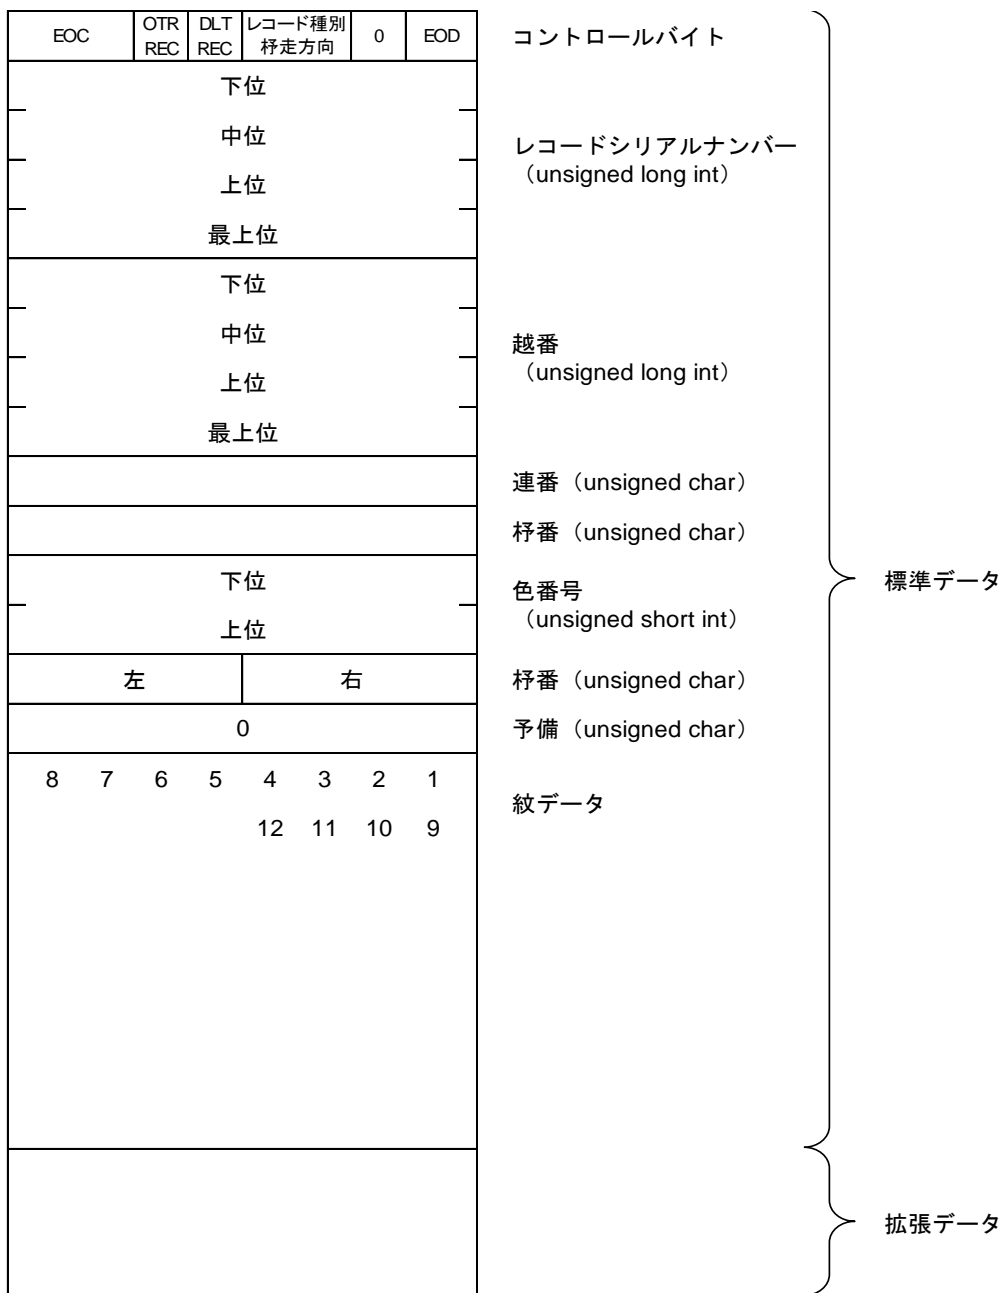 EOC
OTR
REC
DLT
REC
レコード種別
杼走方向
0
EOD
コントロールバイト
下位
中位
上位
最上位
レコードシリアルナンバー
（unsigned long int）
下位
中位
上位
最上位
越番
（unsigned long int）
連番（unsigned char）
杼番（unsigned char）
下位
上位
色番号
（unsigned short int）
左
右
杼番（unsigned char）
0
予備（unsigned char）
8 7 6 5 4 3 2 1
12 11 10 9
紋データ
標準データ
拡張データ